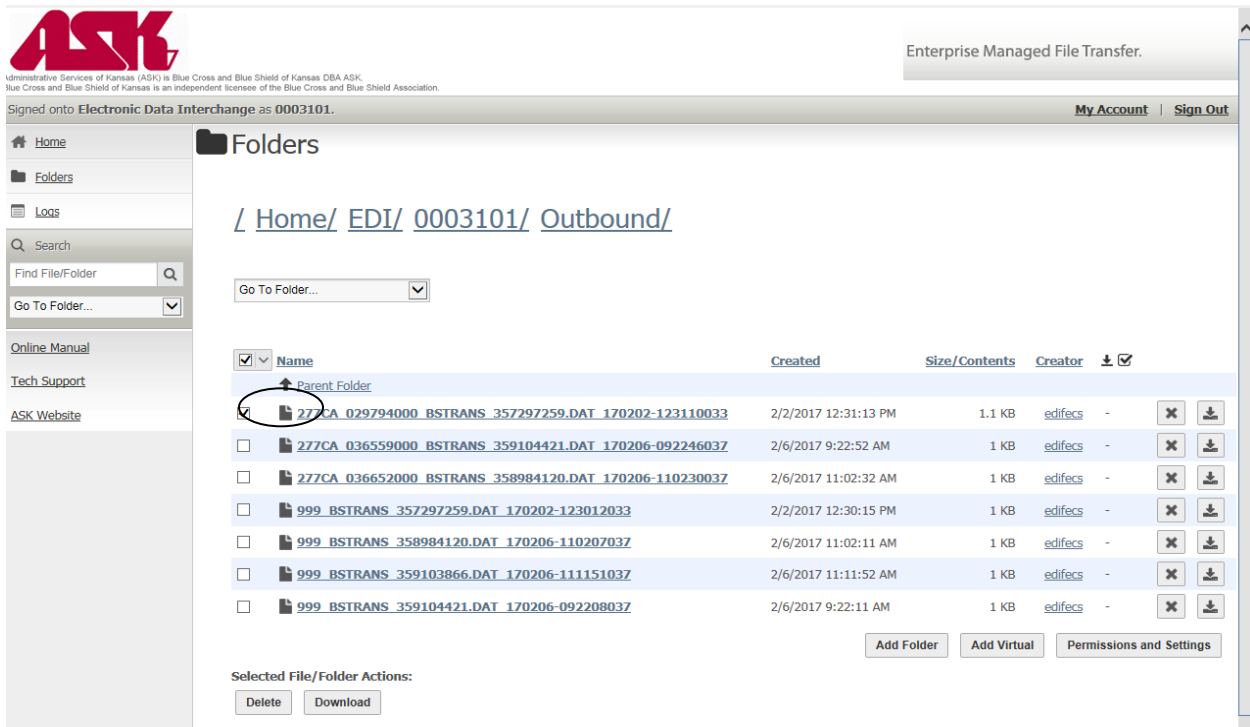 ASK
Enterprise Managed File Transfer.
Administrative Services of Kansas (ASK) is Blue Cross and Blue Shield of Kansas DBA ASK.
Blue Cross and Blue Shield of Kansas is an independent licensee of the Blue Cross and Blue Shield Association.
Signed onto Electronic Data Interchange as 0003101. My Account | Sign Out
Home
Folders
Logs
Search
Find File/Folder
Go To Folder...
Online Manual
Tech Support
ASK Website
Folders
/ Home/ EDI/ 0003101/ Outbound/
Go To Folder...
Name Created Size/Contents Creator
Parent Folder
277CA_029794000_BSTRANS_357297259.DAT_170202-123110033 2/2/2017 12:31:13 PM 1.1 KB edifecs -
277CA_036559000_BSTRANS_359104421.DAT_170206-092246037 2/6/2017 9:22:52 AM 1 KB edifecs -
277CA_036652000_BSTRANS_358984120.DAT_170206-110230037 2/6/2017 11:02:32 AM 1 KB edifecs -
999_BSTRANS_357297259.DAT_170202-123012033 2/2/2017 12:30:15 PM 1 KB edifecs -
999_BSTRANS_358984120.DAT_170206-110207037 2/6/2017 11:02:11 AM 1 KB edifecs -
999_BSTRANS_359103866.DAT_170206-111151037 2/6/2017 11:11:52 AM 1 KB edifecs -
999_BSTRANS_359104421.DAT_170206-092208037 2/6/2017 9:22:11 AM 1 KB edifecs -
Add Folder Add Virtual Permissions and Settings
Selected File/Folder Actions:
Delete Download